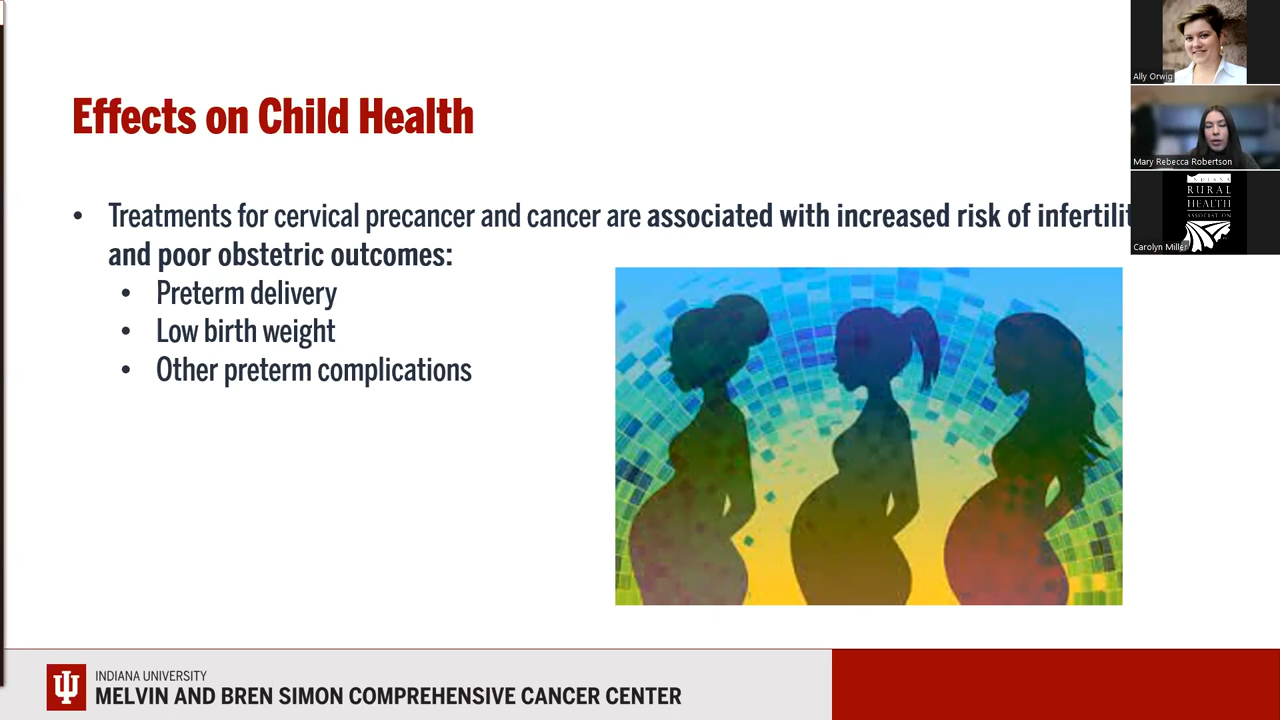 Effects on Child Health
• Treatments for cervical precancer and cancer are associated with increased risk of infertilit
and poor obstetric outcomes:
• Preterm delivery
• Low birth weight
• Other preterm complications
INDIANA UNIVERSITY
MELVIN AND BREN SIMON COMPREHENSIVE CANCER CENTER
Ally Orwig
Mary Rebecca Robertson
INDIANA
RURAL
HEALTH
ASSOCIATION
Carolyn Miller